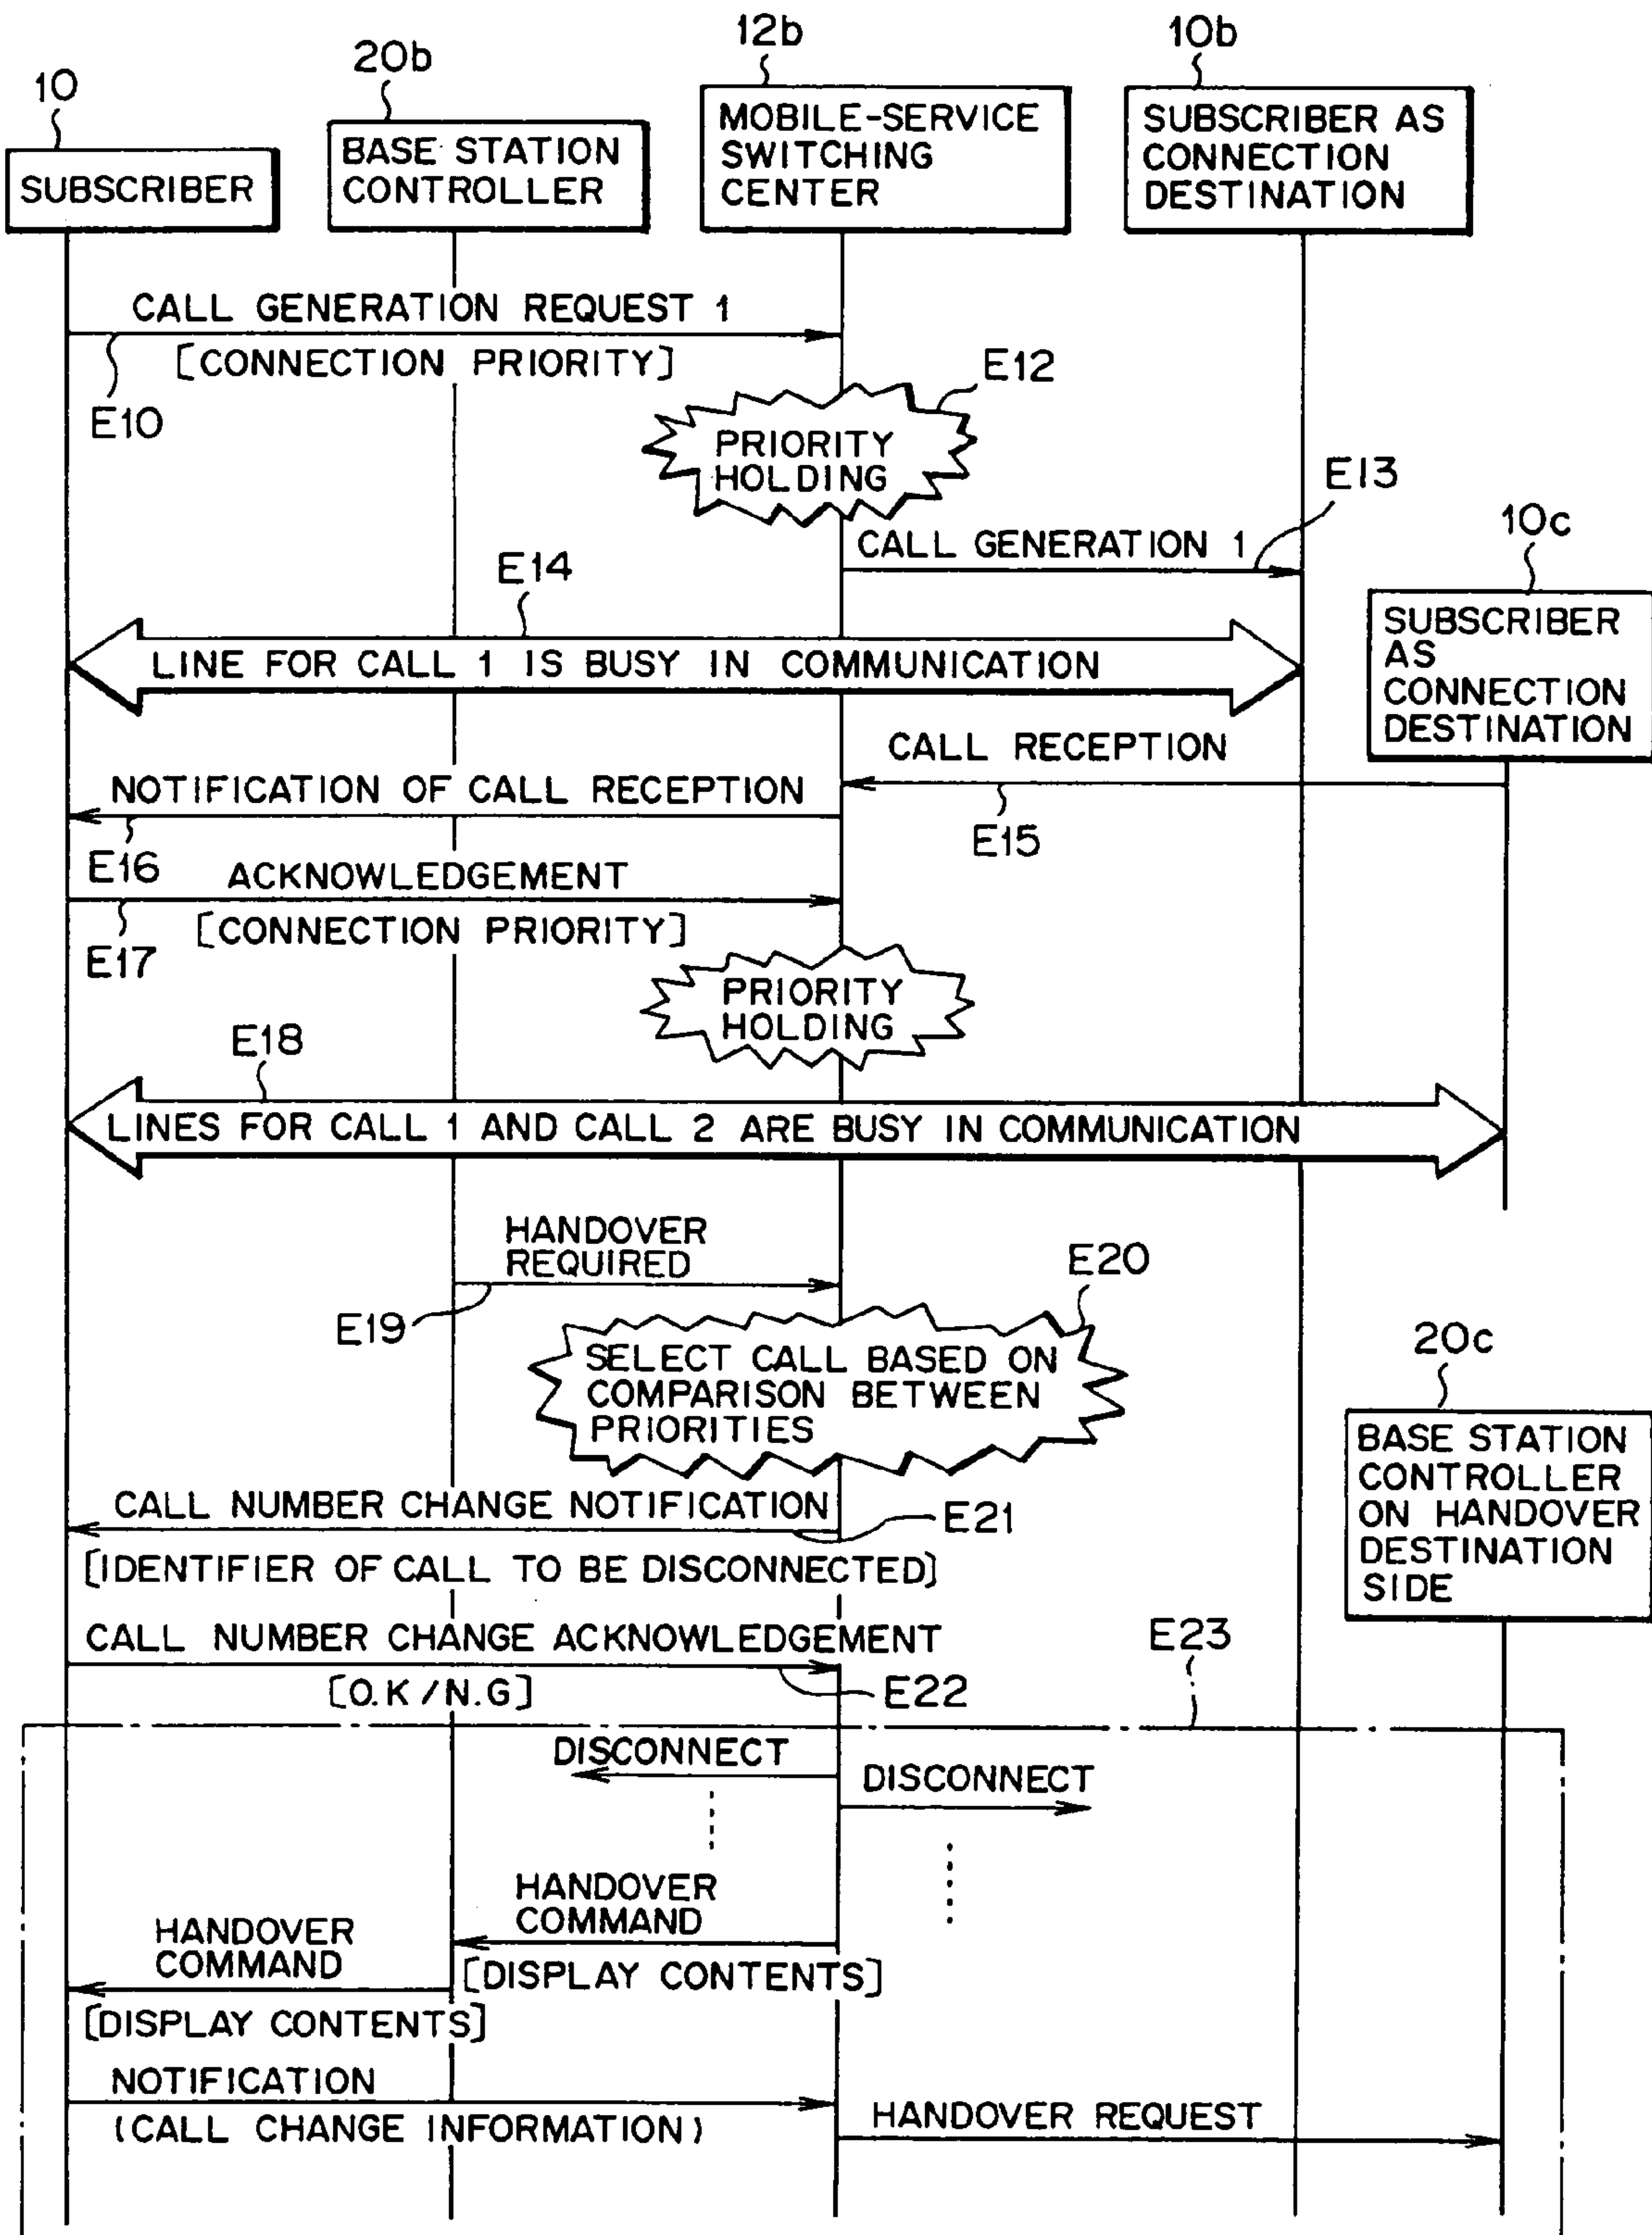 10
20b
12b
10b
SUBSCRIBER
BASE STATION
CONTROLLER
MOBILE-SERVICE
SWITCHING
CENTER
SUBSCRIBER AS
CONNECTION
DESTINATION
CALL GENERATION REQUEST 1
[CONNECTION PRIORITY]
E10
E12
PRIORITY
HOLDING
E13
CALL GENERATION 1
10c
SUBSCRIBER
AS
CONNECTION
DESTINATION
E14
LINE FOR CALL 1 IS BUSY IN COMMUNICATION
CALL RECEPTION
E15
NOTIFICATION OF CALL RECEPTION
E16
ACKNOWLEDGEMENT
[CONNECTION PRIORITY]
E17
PRIORITY
HOLDING
E18
LINES FOR CALL 1 AND CALL 2 ARE BUSY IN COMMUNICATION
HANDOVER
REQUIRED
E19
E20
SELECT CALL BASED ON
COMPARISON BETWEEN
PRIORITIES
20c
BASE STATION
CONTROLLER
ON HANDOVER
DESTINATION
SIDE
CALL NUMBER CHANGE NOTIFICATION
E21
[IDENTIFIER OF CALL TO BE DISCONNECTED]
CALL NUMBER CHANGE ACKNOWLEDGEMENT
[O.K/N.G]
E22
E23
DISCONNECT
DISCONNECT
HANDOVER
COMMAND
[DISPLAY CONTENTS]
HANDOVER
COMMAND
[DISPLAY CONTENTS]
NOTIFICATION
(CALL CHANGE INFORMATION)
HANDOVER REQUEST